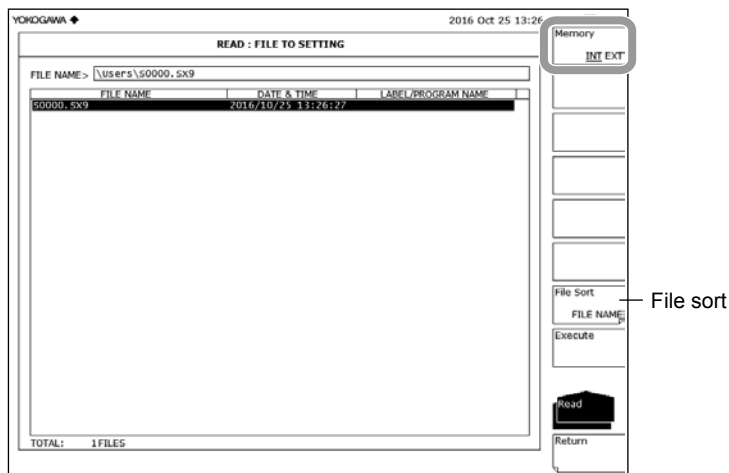 YOKOGAWA ◆ 2016 Oct 25 13:26
READ : FILE TO SETTING
Memory
INT EXT
FILE NAME> \Users\S0000.SX9
FILE NAME DATE & TIME LABEL/PROGRAM NAME
S0000.SX9 2016/10/25 13:26:27
File Sort
FILE NAME
File sort
Execute
Read
TOTAL: 1FILES
Return